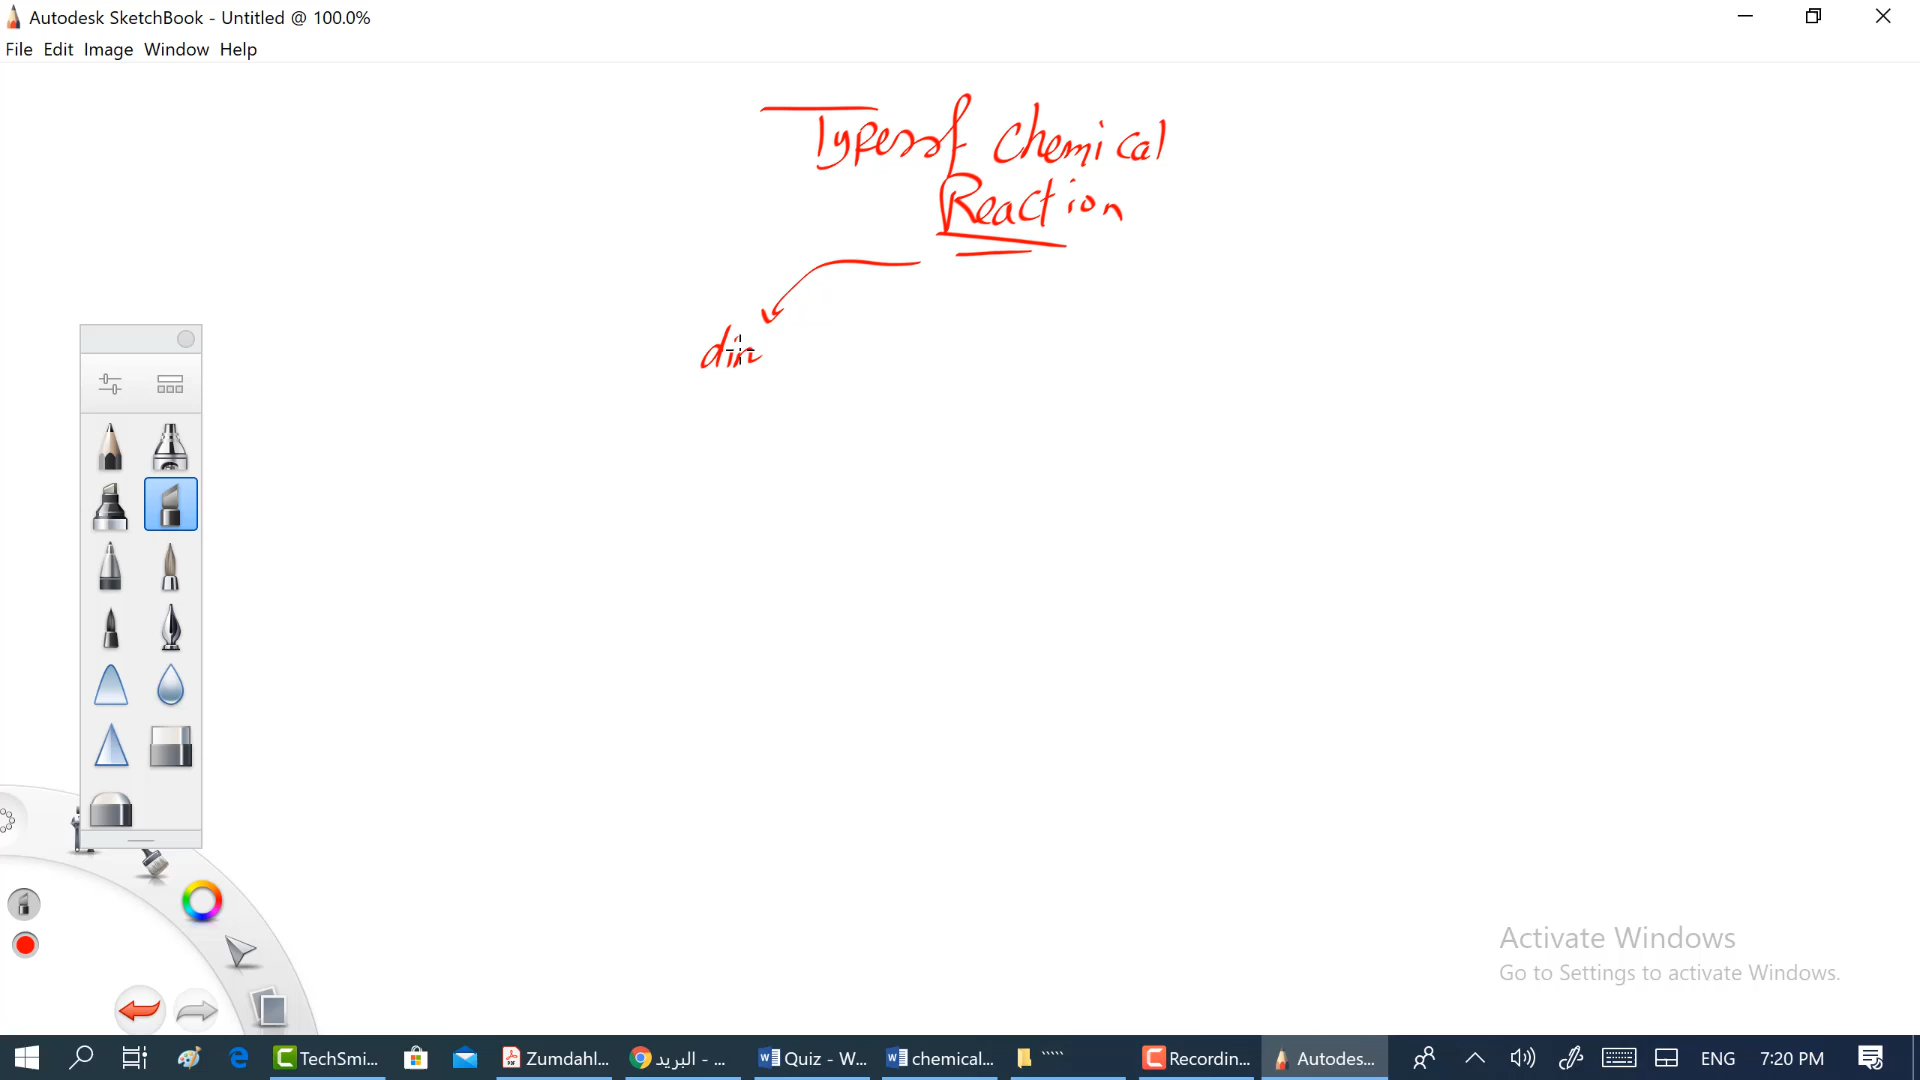 Autodesk SketchBook - Untitled @ 100.0%
File Edit Image Window Help
Types of Chemical
Reaction
din
Activate Windows
Go to Settings to activate Windows.
TechSmi...
Zumdahl...
البريد - ...
Quiz - W...
chemical...
`````
Recordin...
Autodes...
ENG
7:20 PM